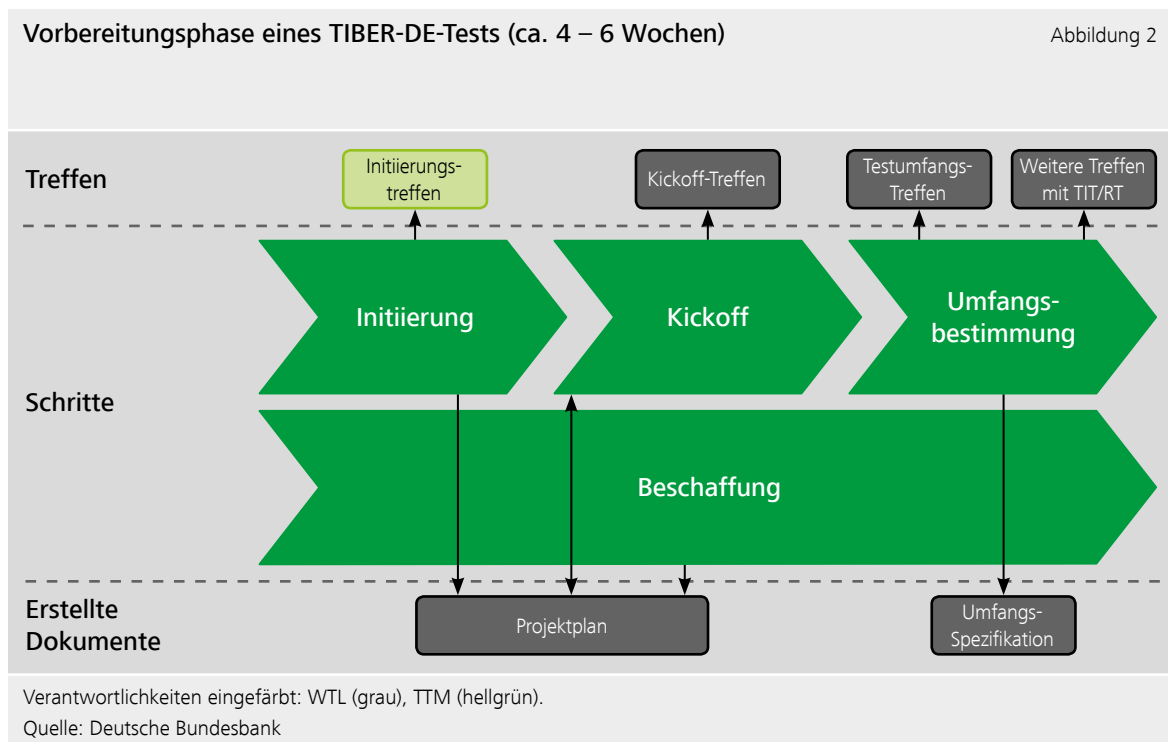 Vorbereitungsphase eines TIBER-DE-Tests (ca. 4 – 6 Wochen)
Abbildung 2
Treffen
Initiierungs-
treffen
Kickoff-Treffen
Testumfangs-
Treffen
Weitere Treffen
mit TIT/RT
Schritte
Initiierung
Kickoff
Umfangs-
bestimmung
Beschaffung
Erstellte
Dokumente
Projektplan
Umfangs-
Spezifikation
Verantwortlichkeiten eingefärbt: WTL (grau), TTM (hellgrün).
Quelle: Deutsche Bundesbank